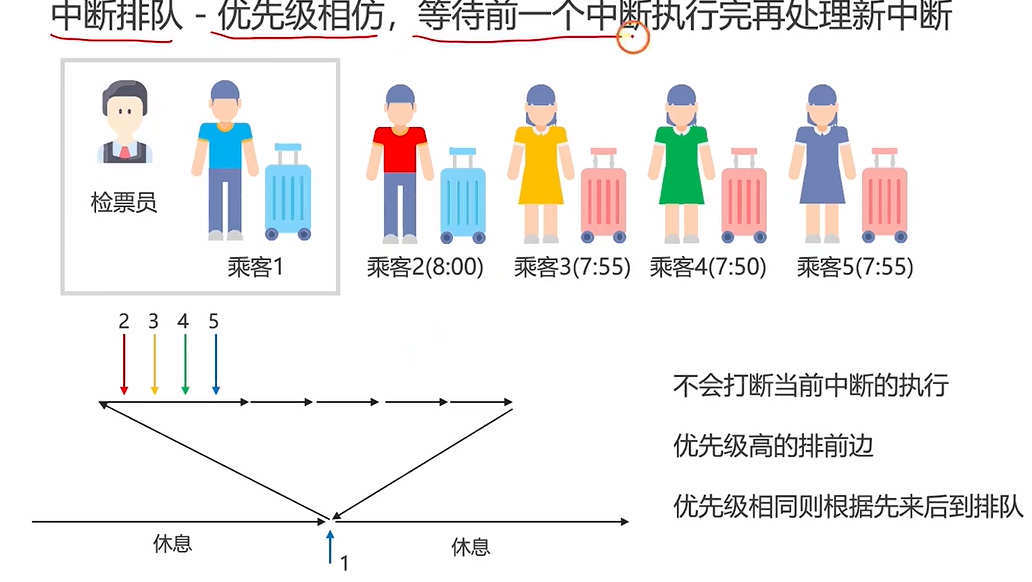 中断排队 - 优先级相仿，等待前一个中断执行完再处理新中断
检票员
乘客1
乘客2(8:00)
乘客3(7:55)
乘客4(7:50)
乘客5(7:55)
2 3 4 5
不会打断当前中断的执行
优先级高的排前边
优先级相同则根据先来后到排队
休息
1
休息